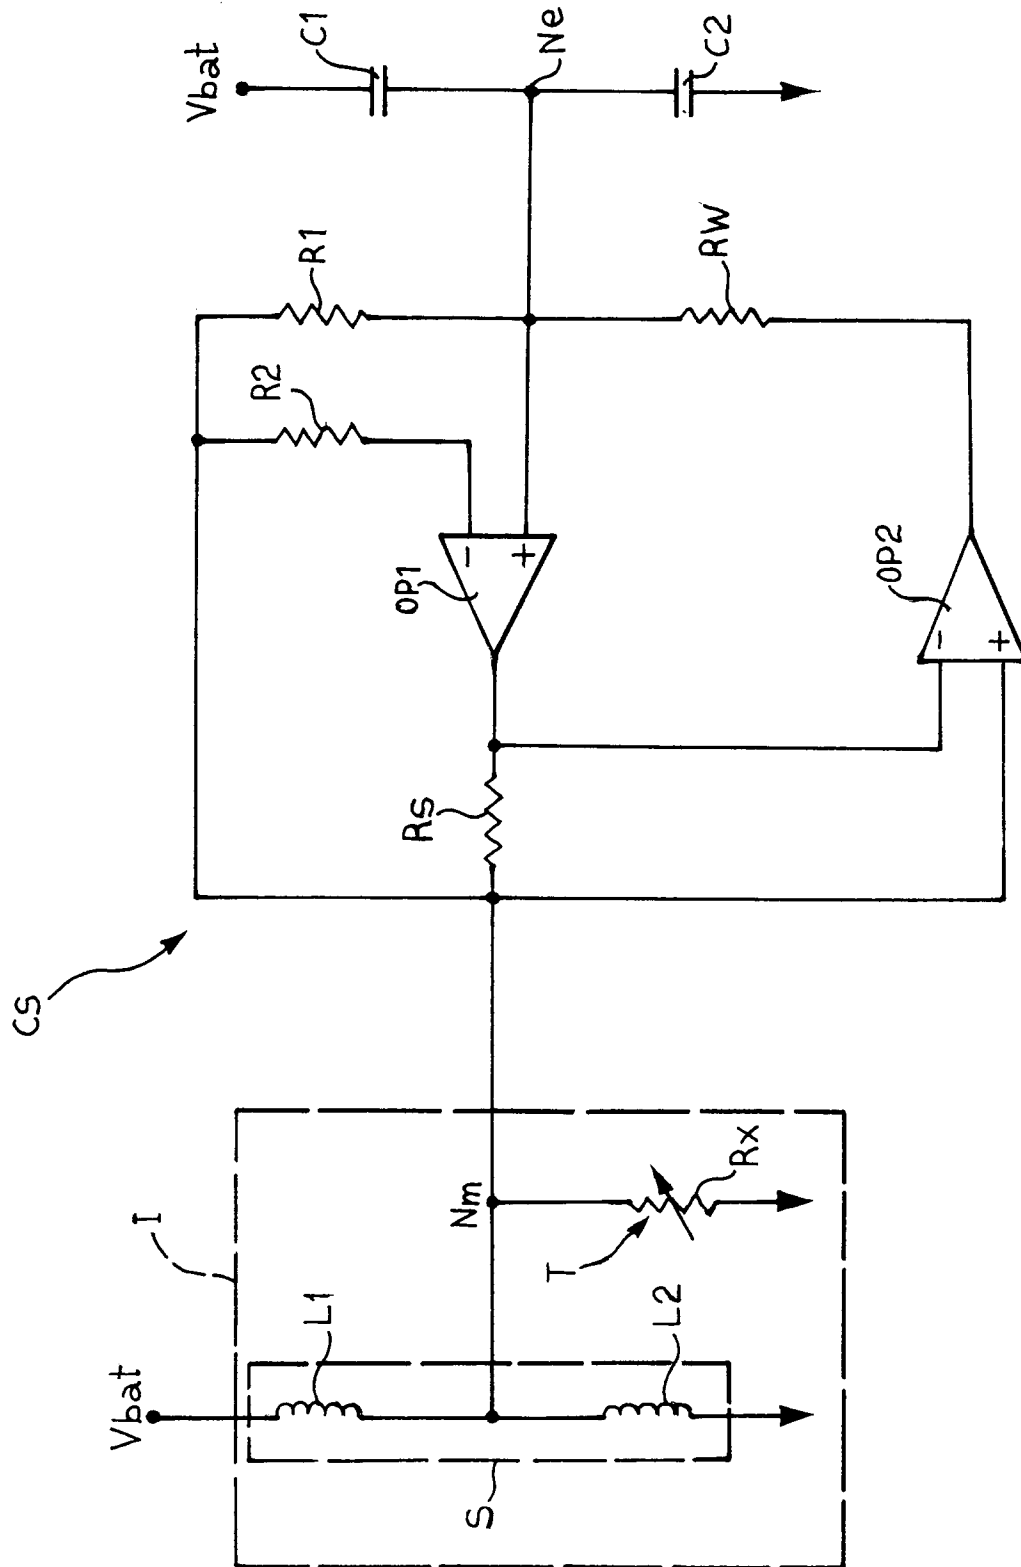 Vbat
C1
Ne
C2
R1
RW
R2
OP1
-
+
OP2
-
+
Rs
CS
I
Nm
Rx
T
Vbat
L1
L2
S